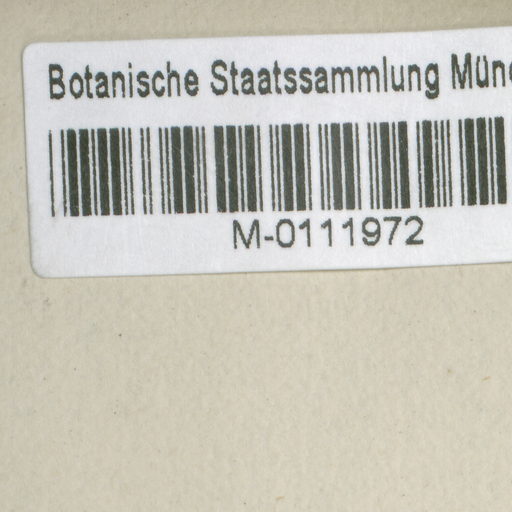 Botanische Staatssammlung Mün
M-0111972